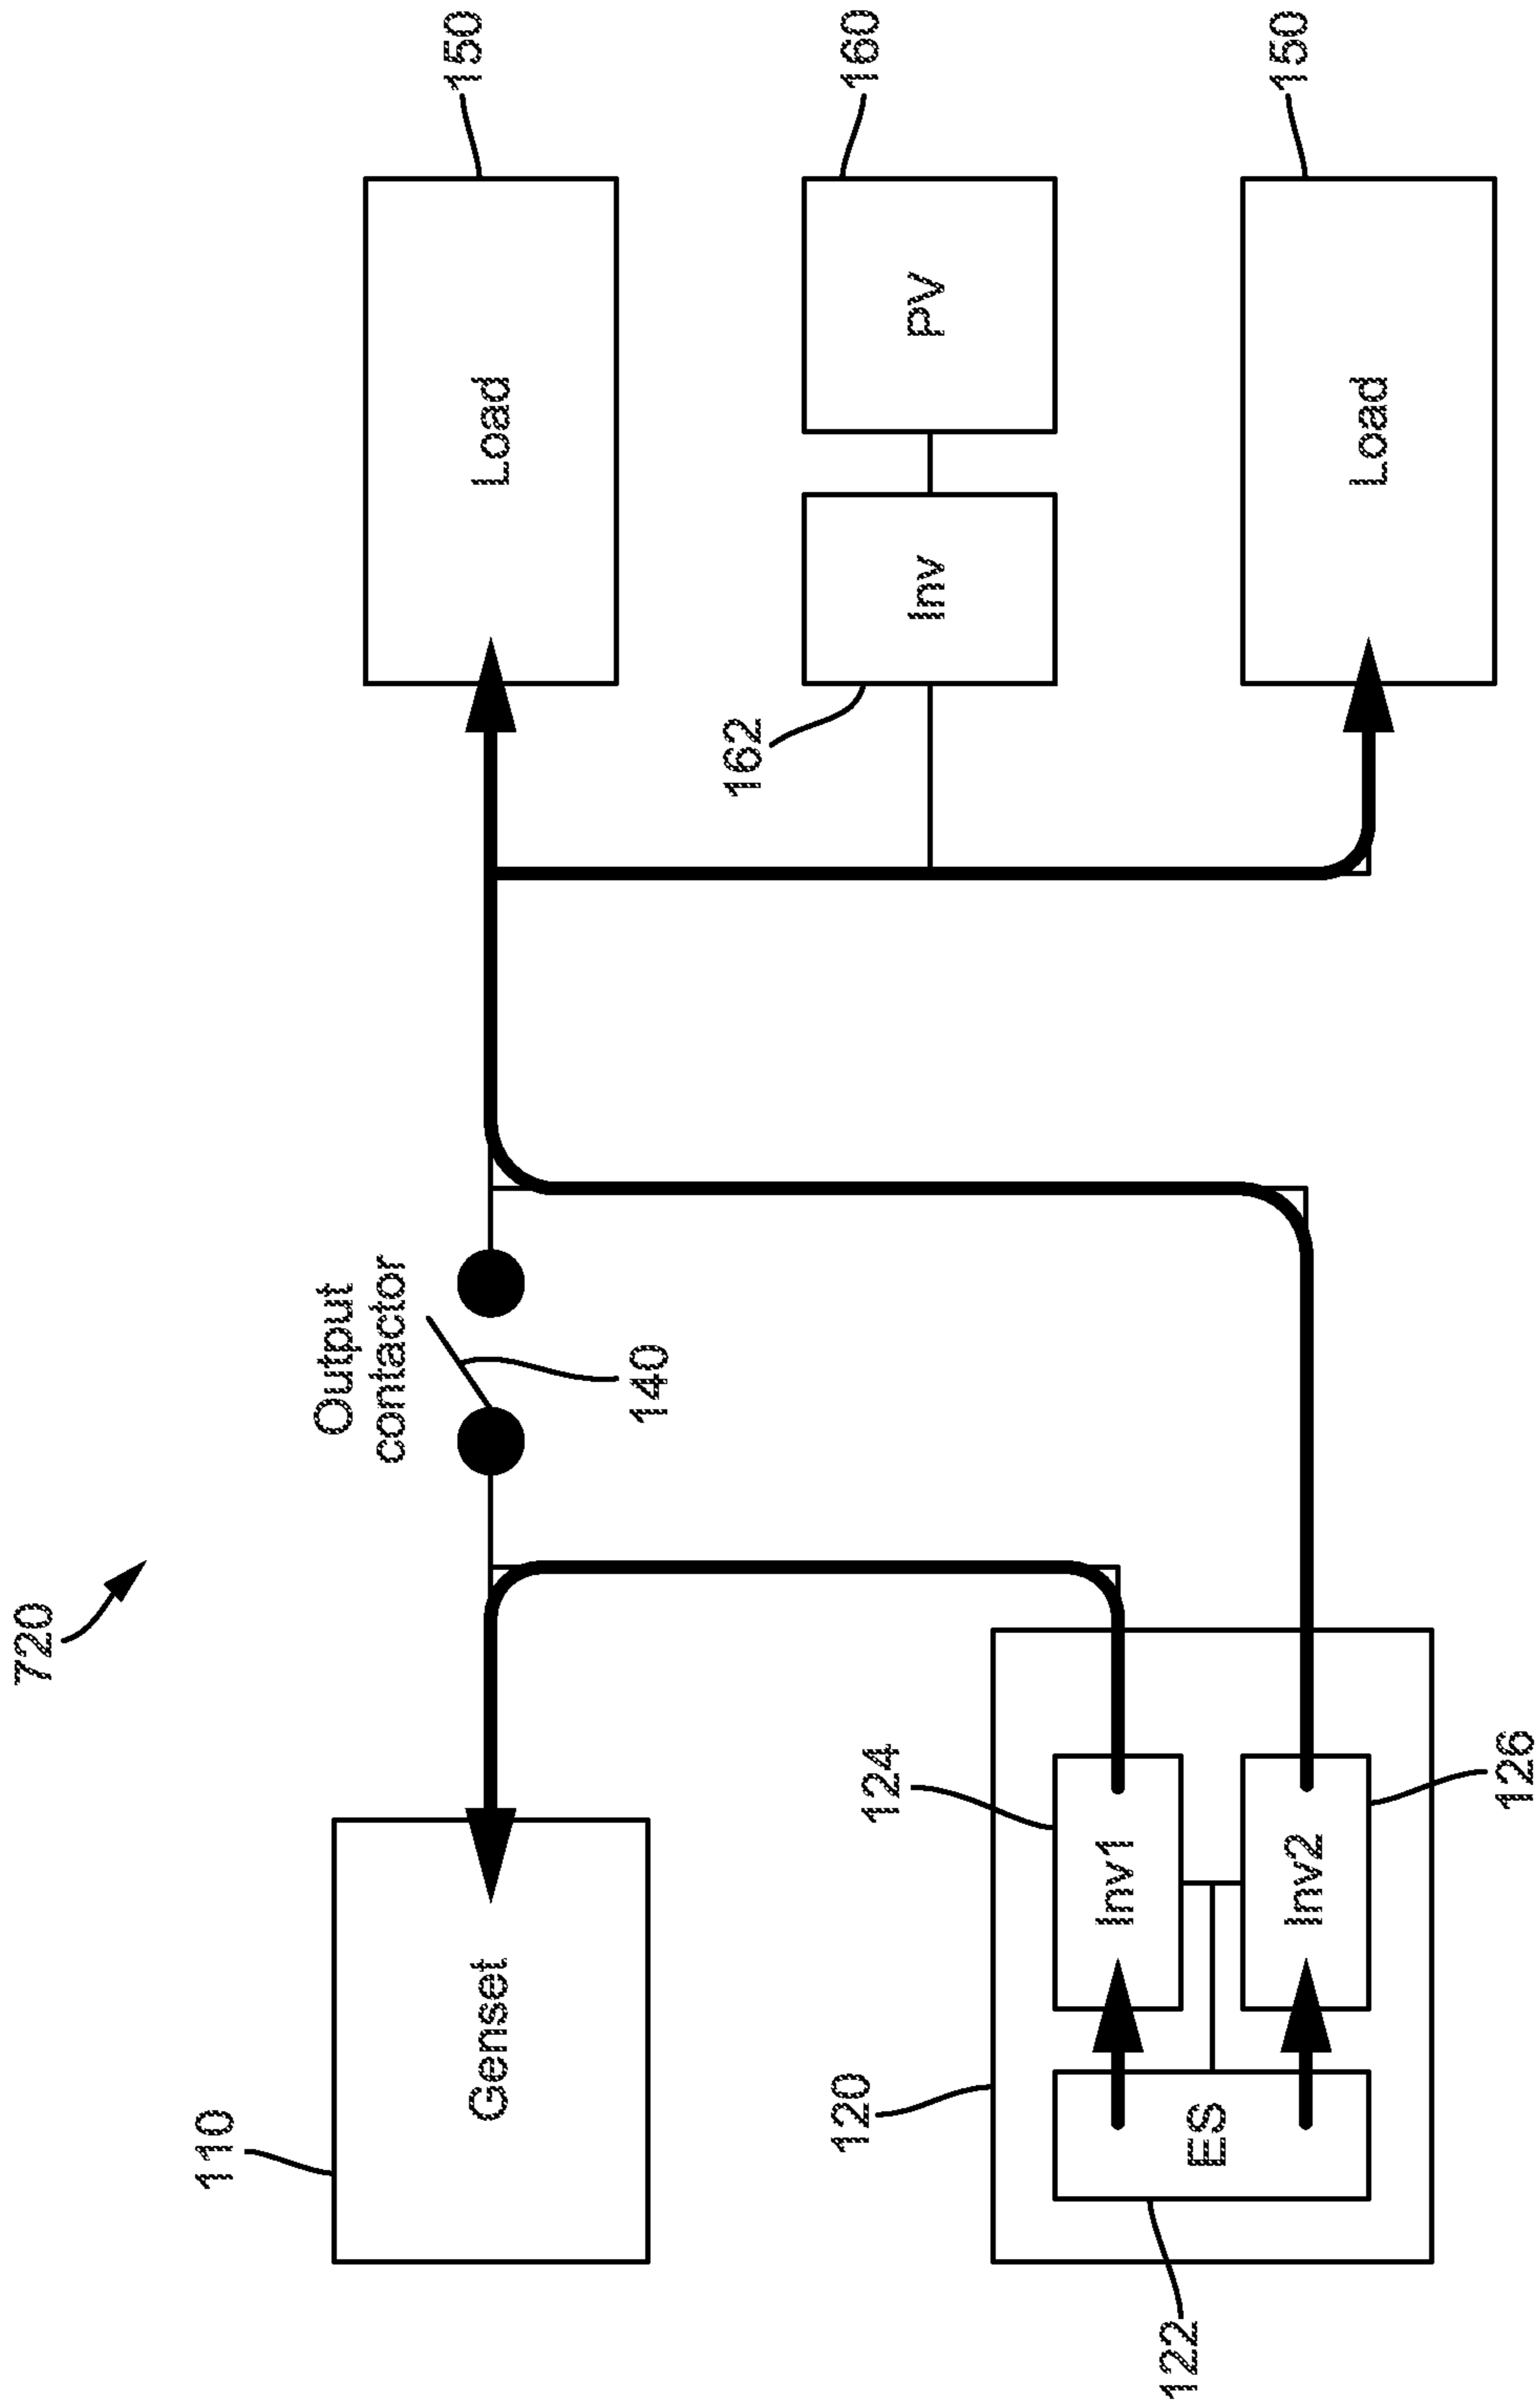 720
110
Genset
Output
contactor
140
Load
150
162
Inv
PV
160
Load
150
120
122
ES
124
Inv1
Inv2
126